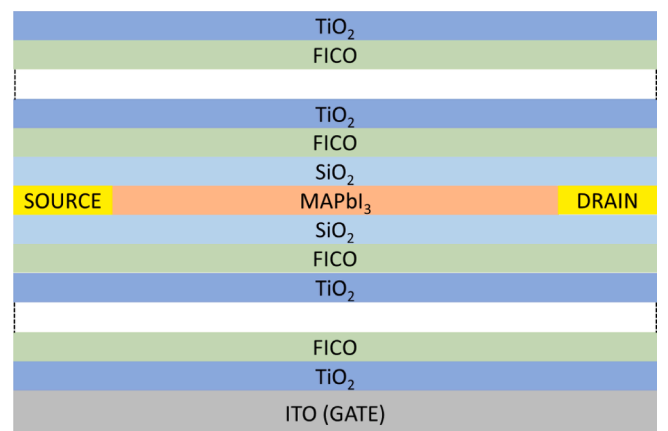 TiO₂
FICO
TiO₂
FICO
SiO₂
SOURCE MAPbI₃ DRAIN
SiO₂
FICO
TiO₂
FICO
TiO₂
ITO (GATE)